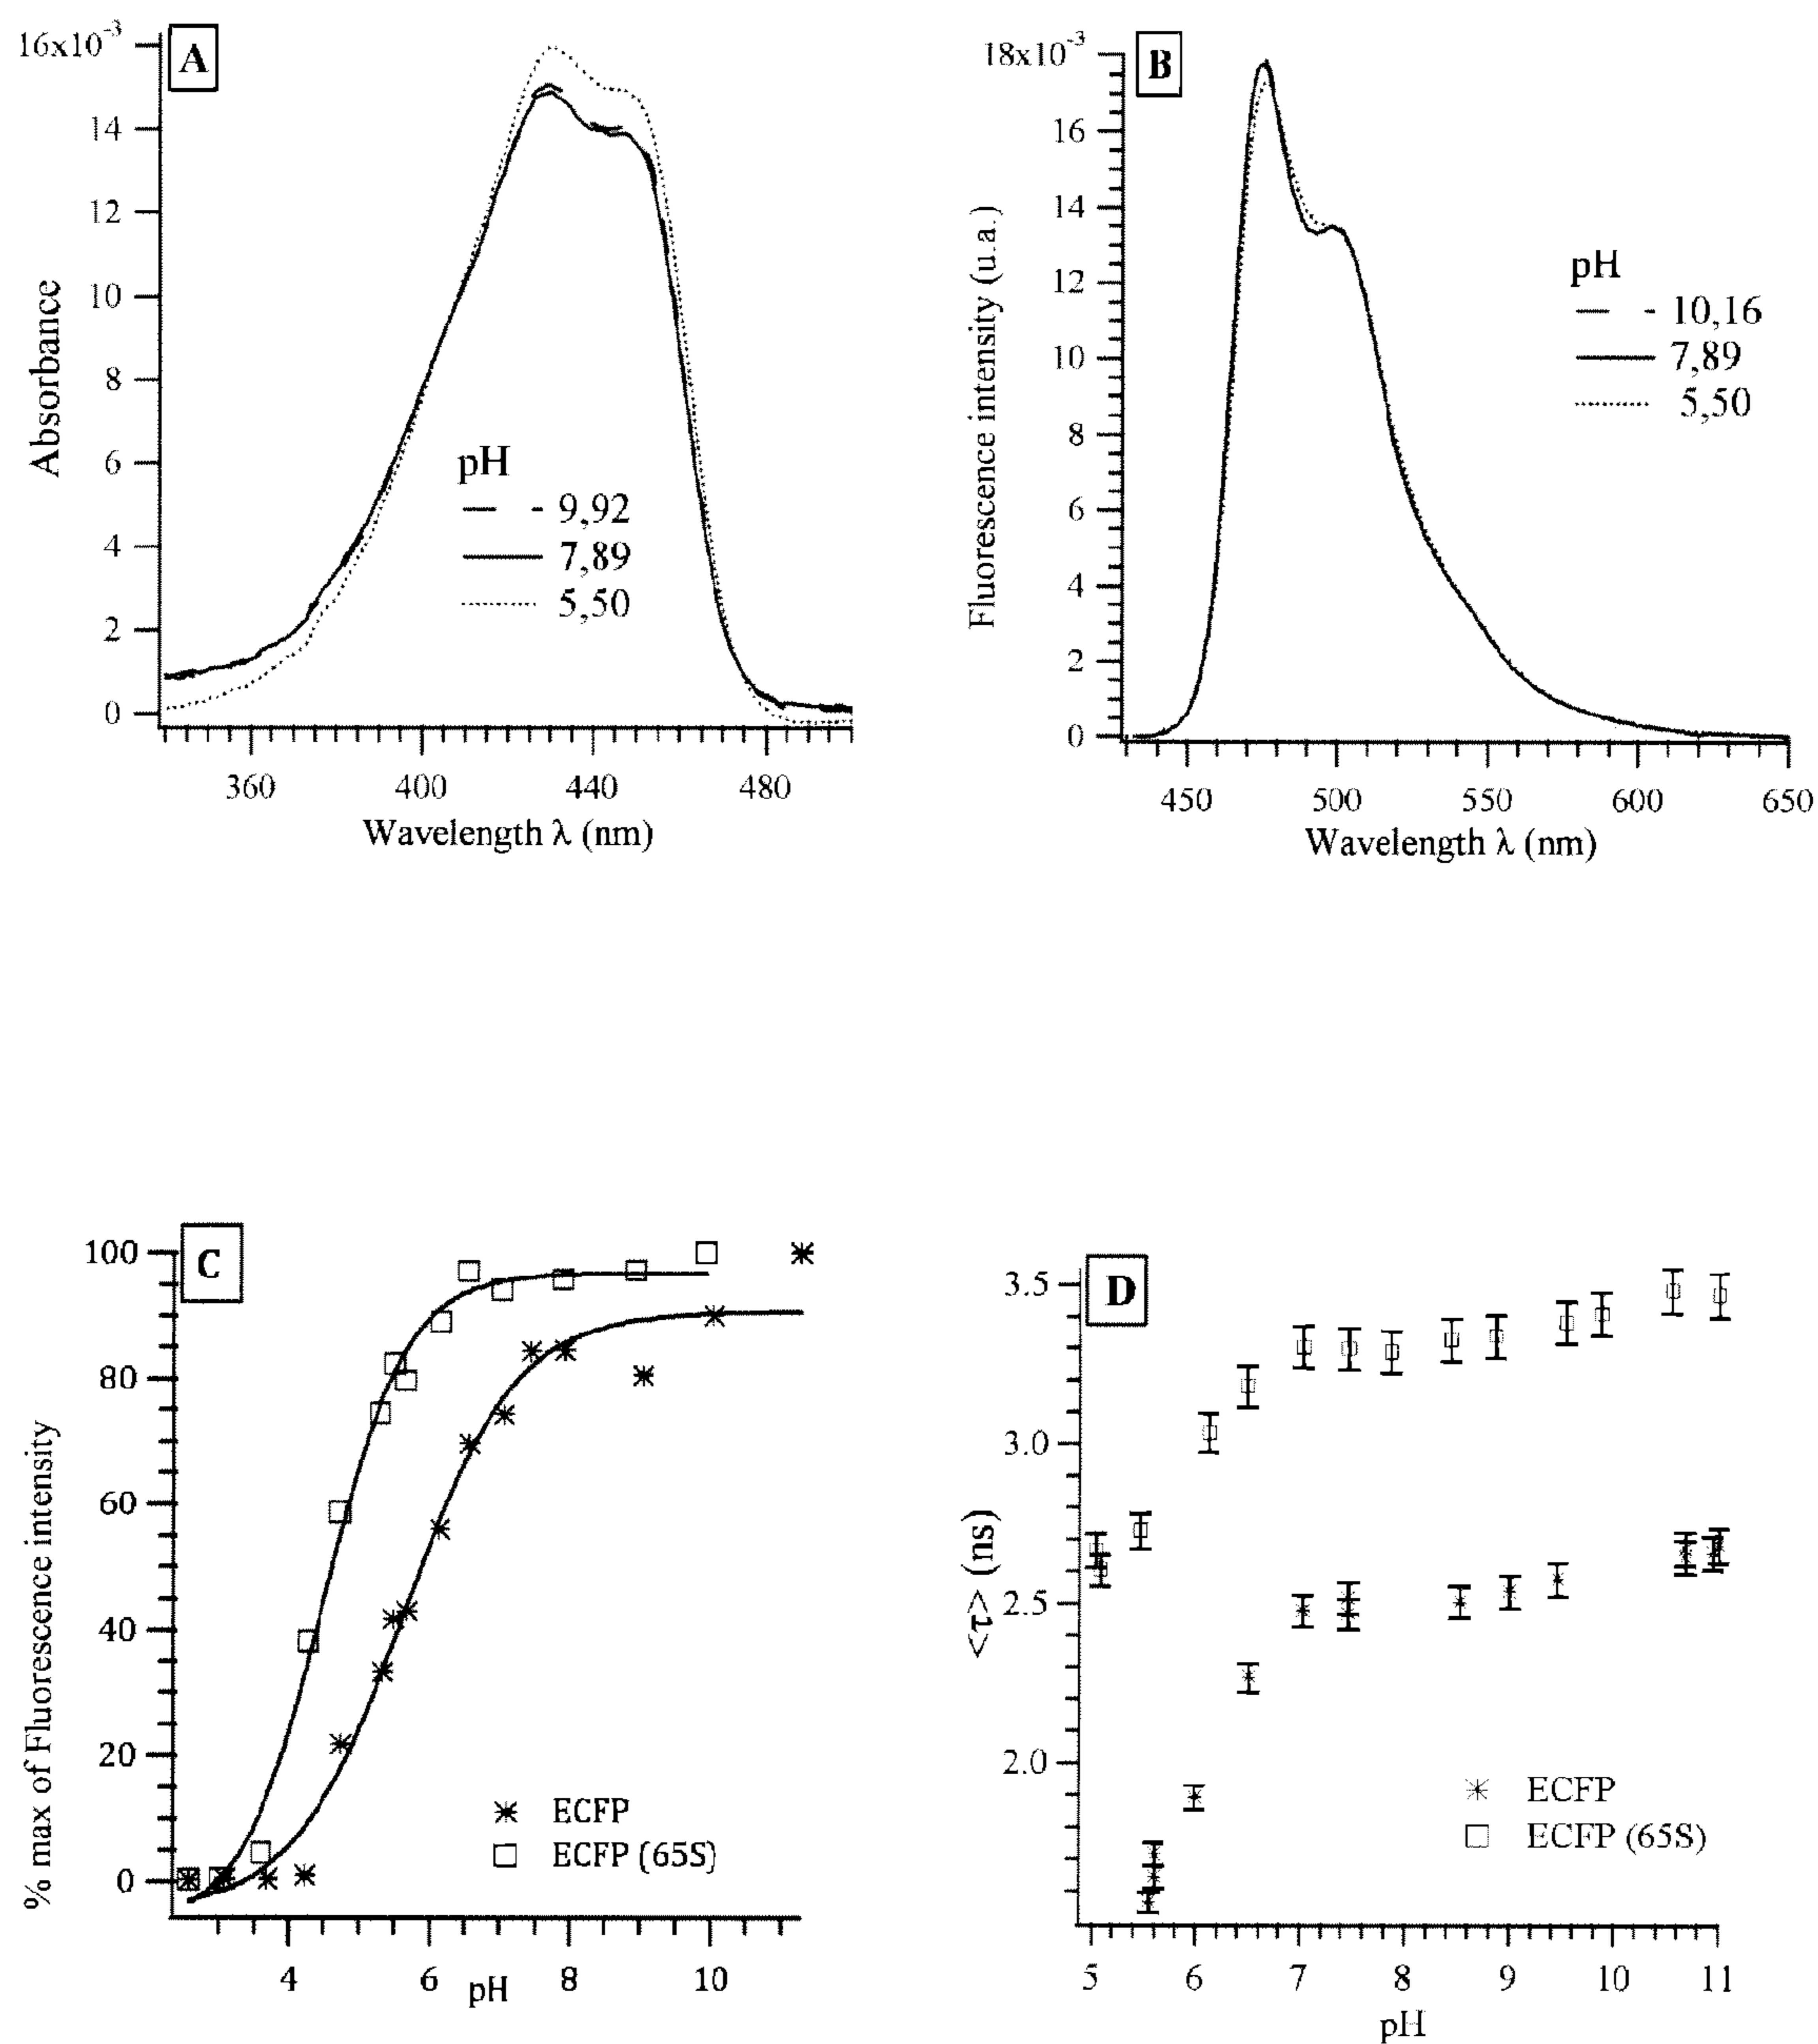 A
16x10⁻³
14
12
10
8
6
4
2
0
Absorbance
pH
9,92
7,89
5,50
360 400 440 480
Wavelength λ (nm)
B
18x10⁻³
16
14
12
10
8
6
4
2
0
Fluorescence intensity (u.a.)
pH
10,16
7,89
5,50
450 500 550 600 650
Wavelength λ (nm)
C
100
80
60
40
20
0
% max of Fluorescence intensity
ECFP
ECFP (65S)
4 6 8 10
pH
D
3.5
3.0
2.5
2.0
<τ> (ns)
ECFP
ECFP (65S)
5 6 7 8 9 10 11
pH